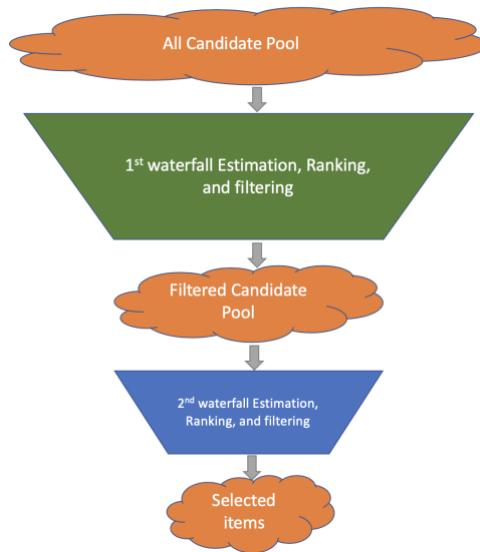 All Candidate Pool
1st waterfall Estimation, Ranking,
and filtering
Filtered Candidate
Pool
2nd waterfall Estimation,
Ranking, and filtering
Selected
items